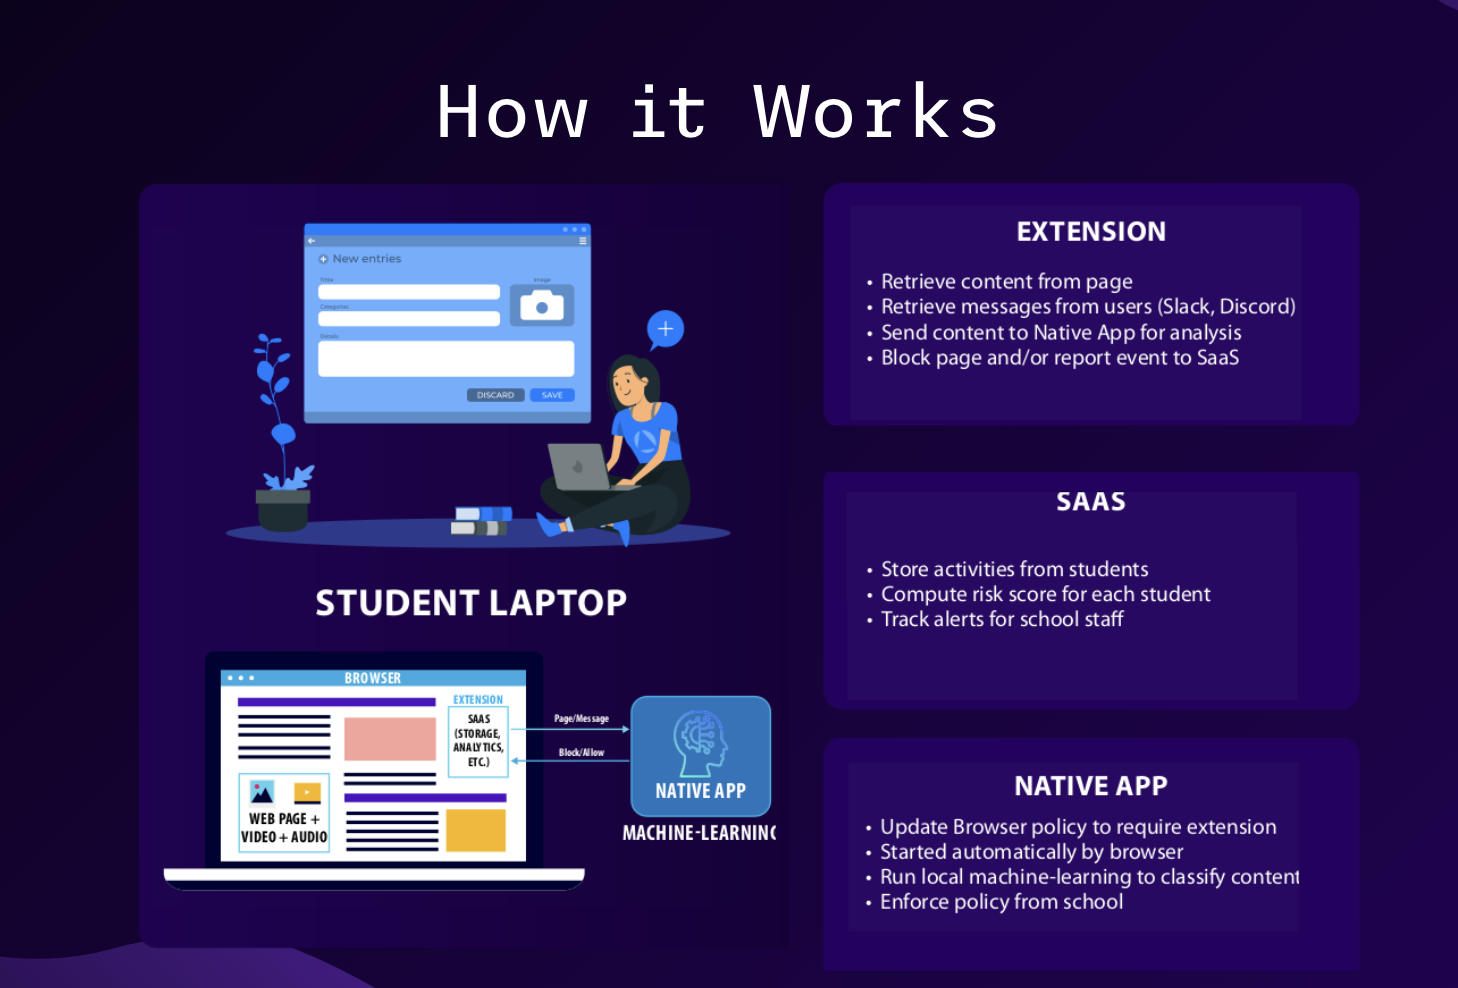 How it Works
New entries
Title
Image
Categories
Details
DISCARD
SAVE
STUDENT LAPTOP
BROWSER
EXTENSION
SAAS
(STORAGE,
ANALYTICS,
ETC.)
WEB PAGE +
VIDEO + AUDIO
Page/Message
Block/Allow
NATIVE APP
MACHINE-LEARNING
EXTENSION
• Retrieve content from page
• Retrieve messages from users (Slack, Discord)
• Send content to Native App for analysis
• Block page and/or report event to SaaS
SAAS
• Store activities from students
• Compute risk score for each student
• Track alerts for school staff
NATIVE APP
• Update Browser policy to require extension
• Started automatically by browser
• Run local machine-learning to classify content
• Enforce policy from school